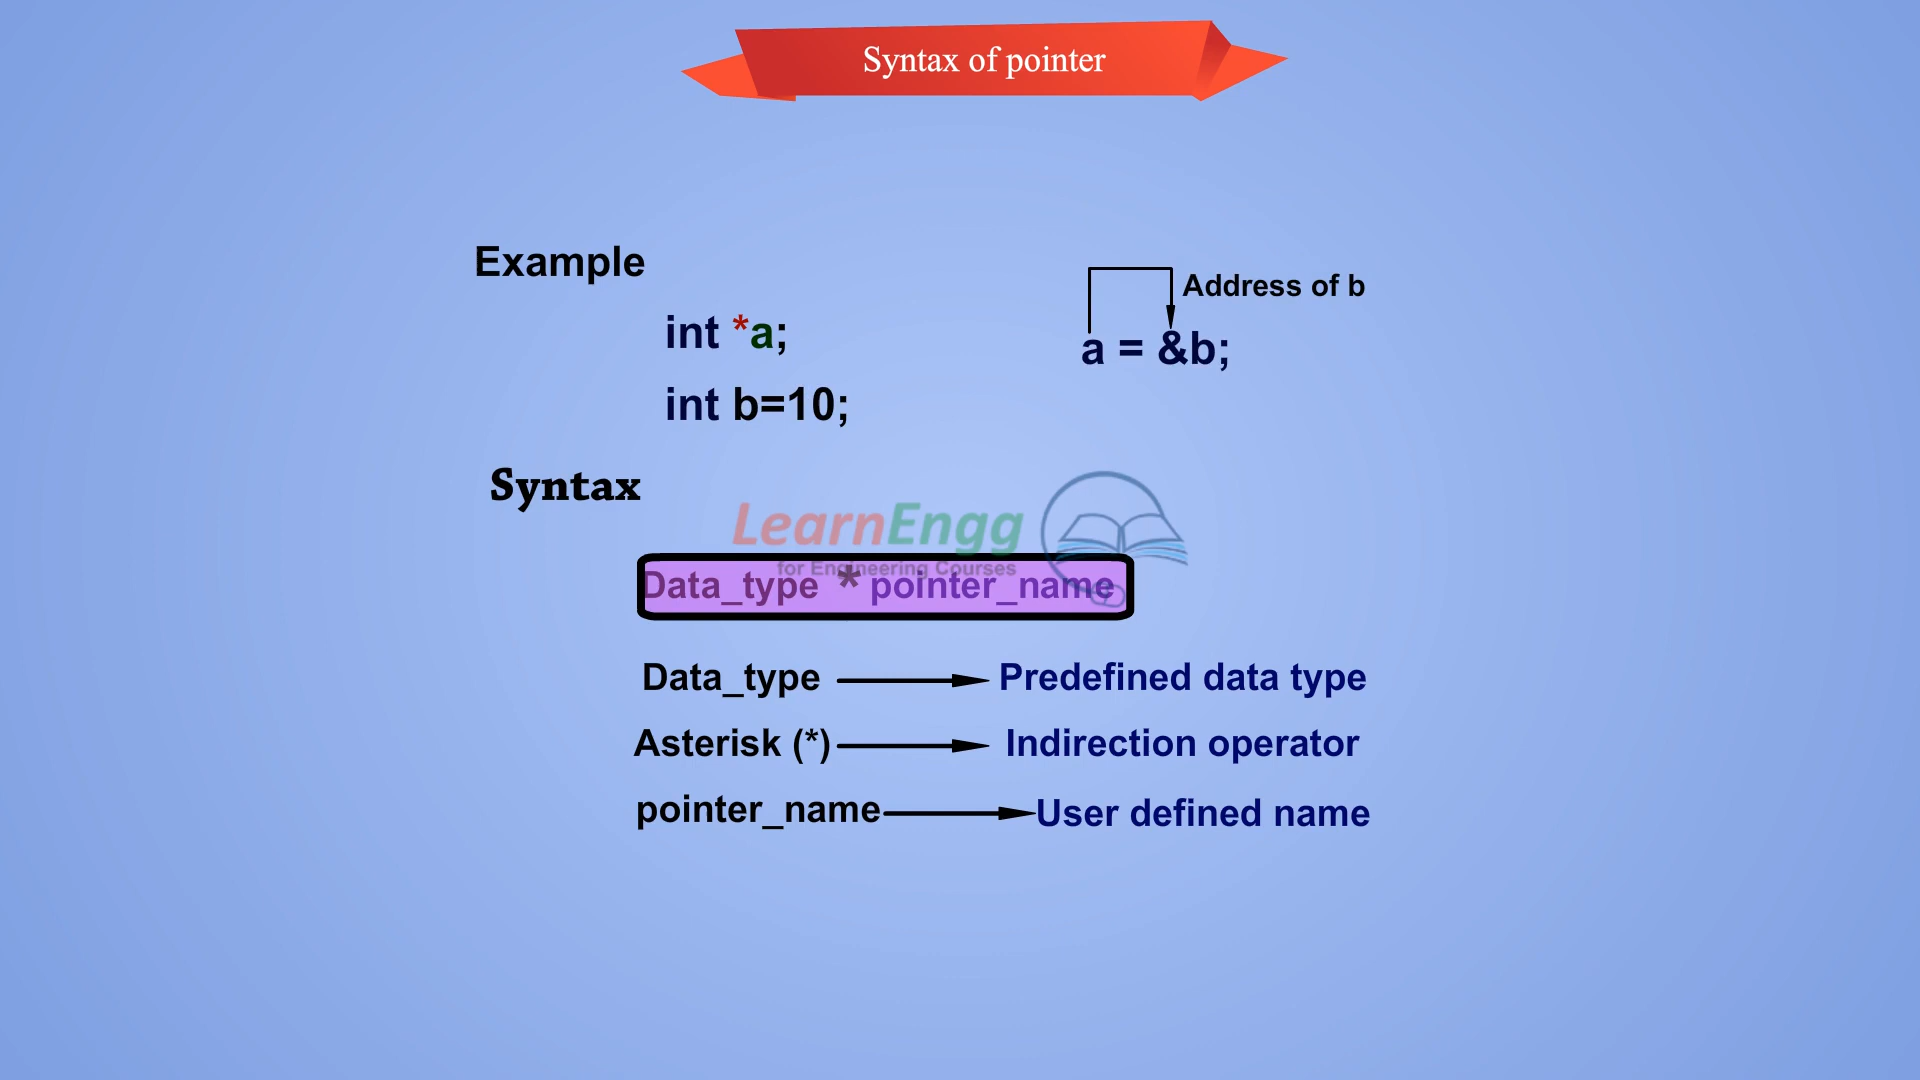 Syntax of pointer
Example
int *a;
int b=10;
Address of b
a = &b;
Syntax
LearnEngg
for Engineering Courses
Data_type * pointer_name
Data_type Predefined data type
Asterisk (*) Indirection operator
pointer_name User defined name